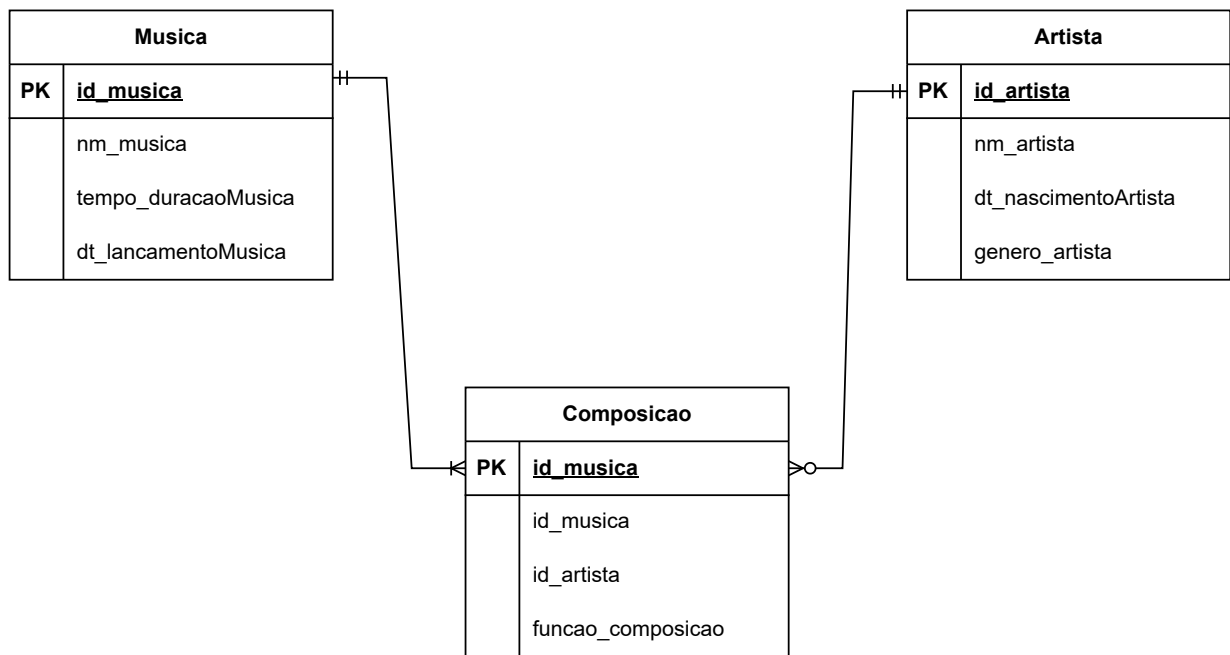 Musica
PK id_musica
nm_musica
tempo_duracaoMusica
dt_lancamentoMusica
Artista
PK id_artista
nm_artista
dt_nascimentoArtista
genero_artista
Composicao
PK id_musica
id_musica
id_artista
funcao_composicao